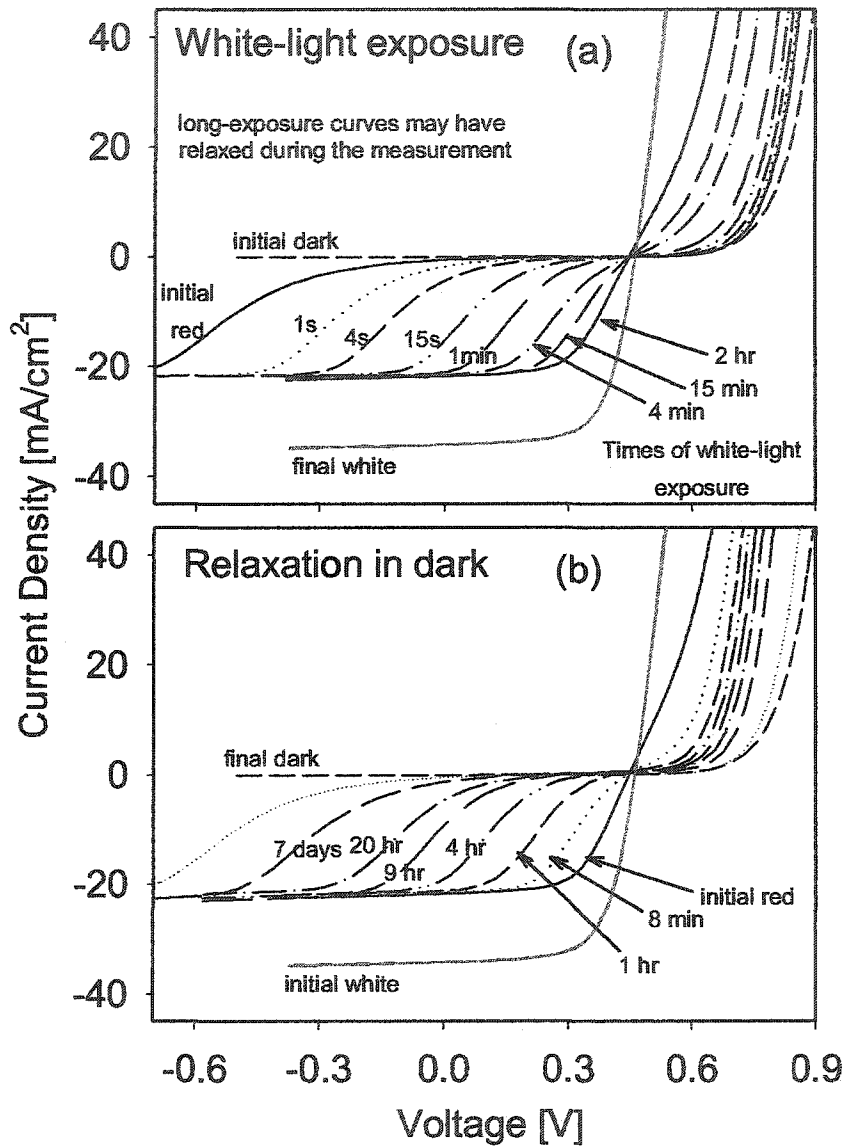 Current Density [mA/cm²]
40
20
0
-20
-40
White-light exposure (a)
long-exposure curves may have
relaxed during the measurement
initial dark
initial
red
1s
4s
15s
1min
2 hr
15 min
4 min
final white
Times of white-light
exposure
40
20
0
-20
-40
Relaxation in dark (b)
final dark
7 days
20 hr
9 hr
4 hr
initial red
8 min
1 hr
initial white
-0.6 -0.3 0.0 0.3 0.6 0.9
Voltage [V]